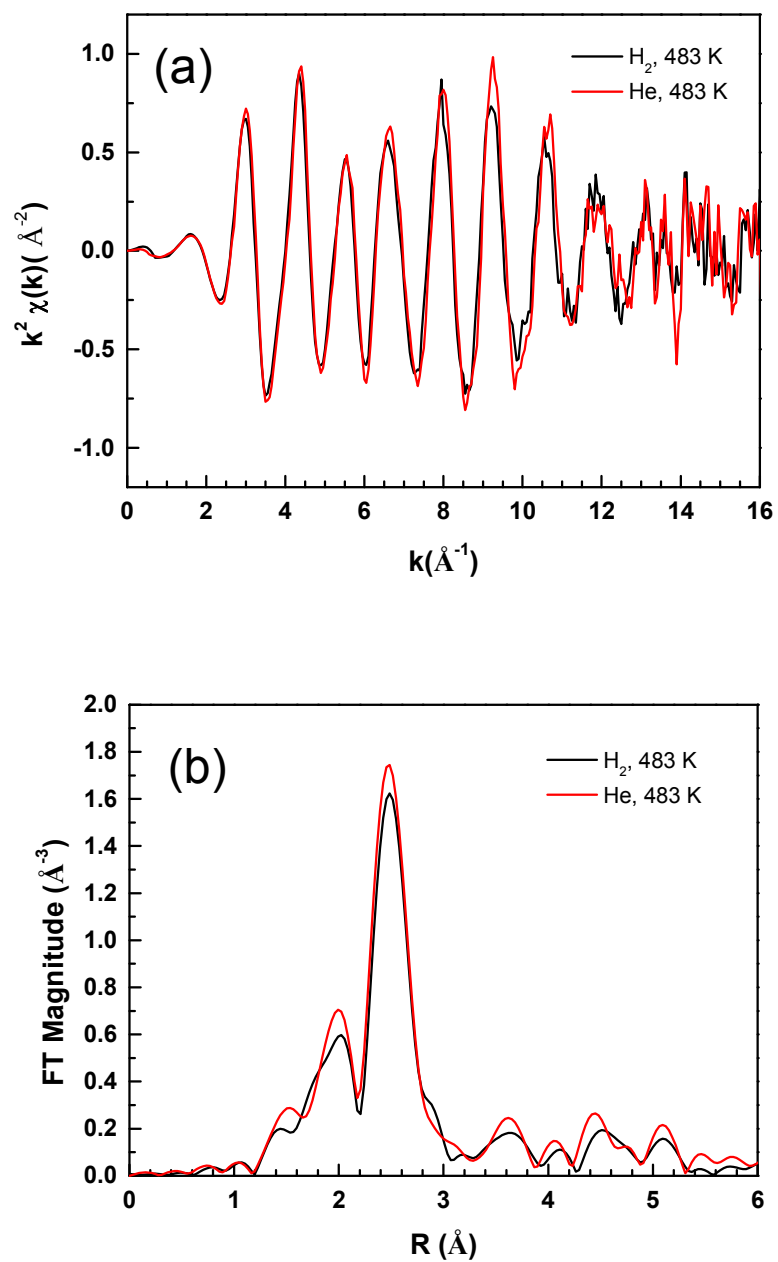 (a)
H₂, 483 K
He, 483 K
1.0
0.5
0.0
-0.5
-1.0
k² χ(k)( Å⁻²)
0 2 4 6 8 10 12 14 16
k(Å⁻¹)
(b)
H₂, 483 K
He, 483 K
2.0
1.8
1.6
1.4
1.2
1.0
0.8
0.6
0.4
0.2
0.0
FT Magnitude (Å⁻³)
0 1 2 3 4 5 6
R (Å)